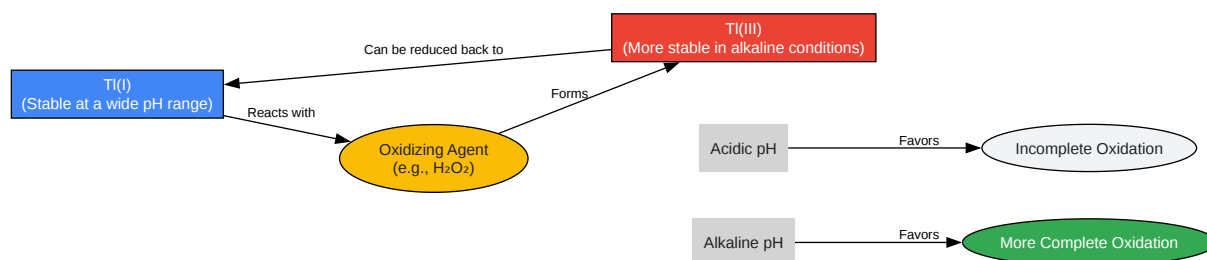 Tl(III)
(More stable in alkaline conditions)
Can be reduced back to
Tl(I)
(Stable at a wide pH range)
Reacts with
Forms
Oxidizing Agent
(e.g., H₂O₂)
Acidic pH
Favors
Incomplete Oxidation
Alkaline pH
Favors
More Complete Oxidation